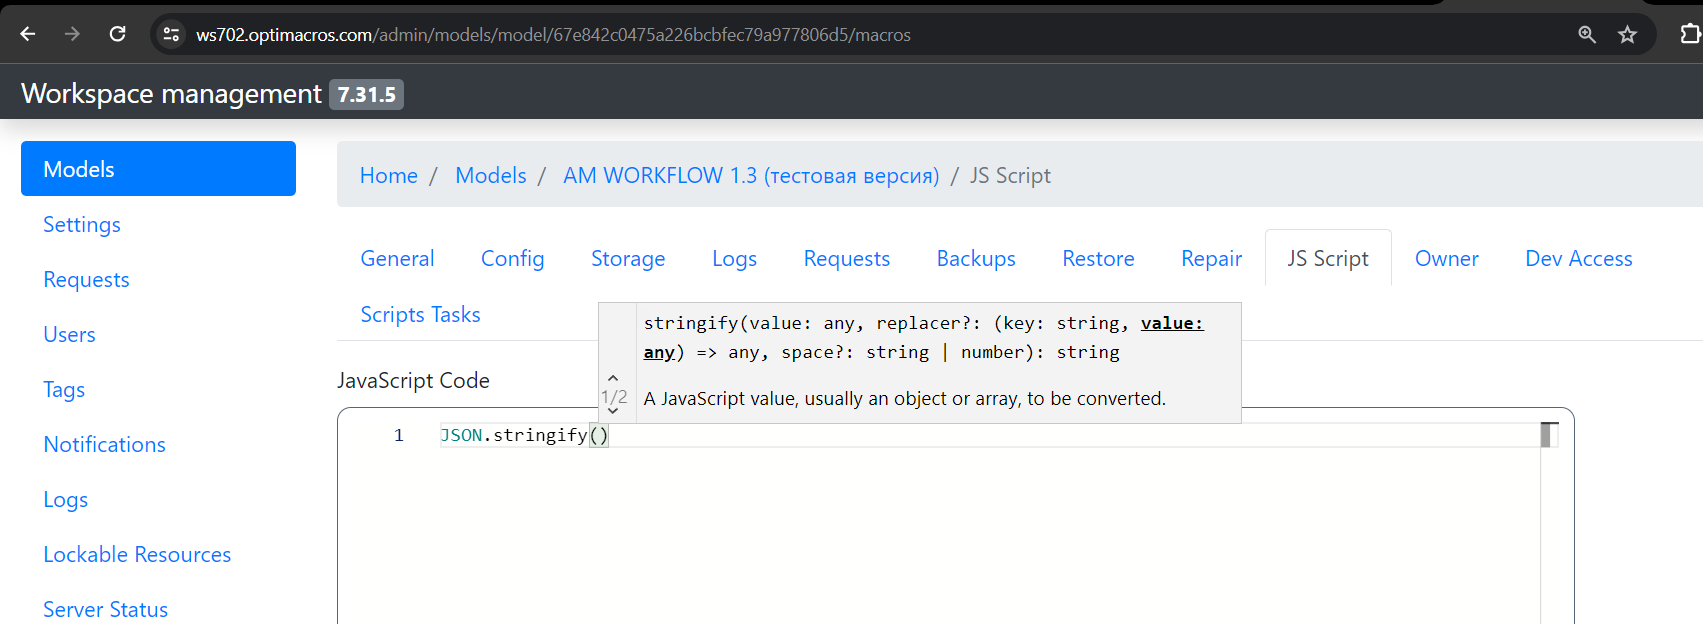 ws702.optimacros.com/admin/models/model/67e842c0475a226bcbfec79a977806d5/macros
Workspace management 7.31.5
Models
Settings
Requests
Users
Tags
Notifications
Logs
Lockable Resources
Server Status
Home / Models / AM WORKFLOW 1.3 (тестовая версия) / JS Script
General Config Storage Logs Requests Backups Restore Repair JS Script Owner Dev Access
Scripts Tasks
stringify(value: any, replacer?: (key: string, value:
any) => any, space?: string | number): string
1/2
A JavaScript value, usually an object or array, to be converted.
JavaScript Code
1 JSON.stringify()